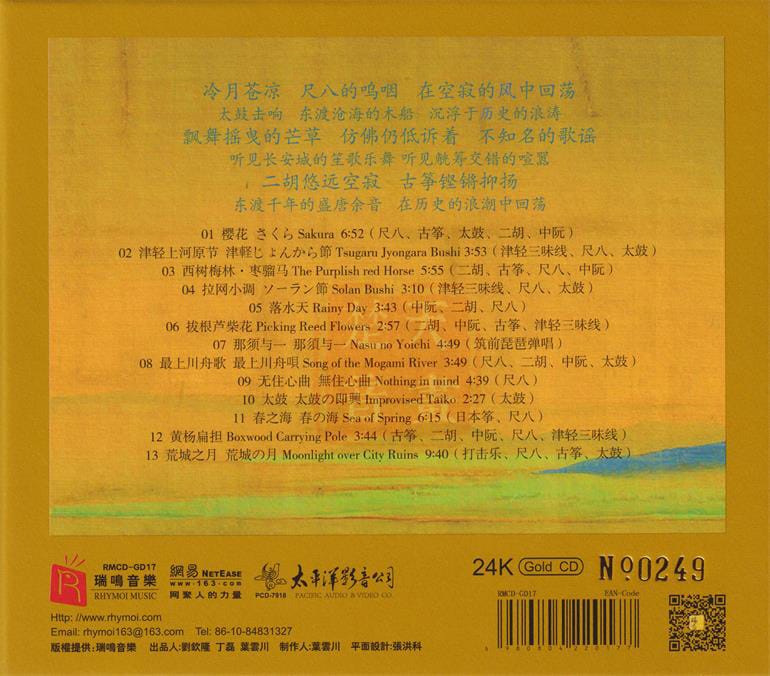 冷月苍凉 尺八的呜咽 在空寂的风中回荡
太鼓击响 东渡沧海的木船 沉浮于历史的浪涛
飘舞摇曳的芒草 仿佛仍低诉着 不知名的歌谣
听见长安城的笙歌乐舞 听见觥筹交错的喧嚣
二胡悠远空寂 古筝铿锵抑扬
东渡千年的盛唐余音 在历史的浪潮中回荡
01 樱花 さくら Sakura 6:52 (尺八、古筝、太鼓、二胡、中阮)
02 津轻上河原节 津軽じょんから節 Tsugaru Jyongara Bushi 3:53 (津轻三味线、尺八、太鼓)
03 西树梅林·枣骝马 The Purplish red Horse 5:55 (二胡、古筝、尺八、中阮)
04 拉网小调 ソーラン節 Solan Bushi 3:10 (津轻三味线、尺八、太鼓)
05 落水天 Rainy Day 3:43 (中阮、二胡、尺八)
06 拔根芦柴花 Picking Reed Flowers 2:57 (二胡、中阮、古筝、津轻三味线)
07 那须与一 那須与一 Nasu no Yoichi 4:49 (筑前琵琶弹唱)
08 最上川舟歌 最上川舟唄 Song of the Mogami River 3:49 (尺八、二胡、中阮、太鼓)
09 无住心曲 無住心曲 Nothing in mind 4:39 (尺八)
10 太鼓 太鼓の即興 Improvised Taiko 2:27 (太鼓)
11 春之海 春の海 Sea of Spring 6:15 (日本筝、尺八)
12 黄杨扁担 Boxwood Carrying Pole 3:44 (古筝、二胡、中阮、尺八、津轻三味线)
13 荒城之月 荒城の月 Moonlight over City Ruins 9:40 (打击乐、尺八、古筝、太鼓)
RMCD-GD17
瑞鳴音樂
RHYMOI MUSIC
網易 NETEASE
www.163.com
网聚人的力量
PCD-7918
太平洋影音公司
PACIFIC AUDIO & VIDEO CO.
24K Gold CD Nº0249
RMCD-GD17 EAN-Code
6 980804 220177
Http://www.rhymoi.com
Email: rhymoi163@163.com Tel: 86-10-84831327
版權提供:瑞鳴音樂 出品人:劉欽隆 丁磊 葉雲川 制作人:葉雲川 平面設計:張洪科